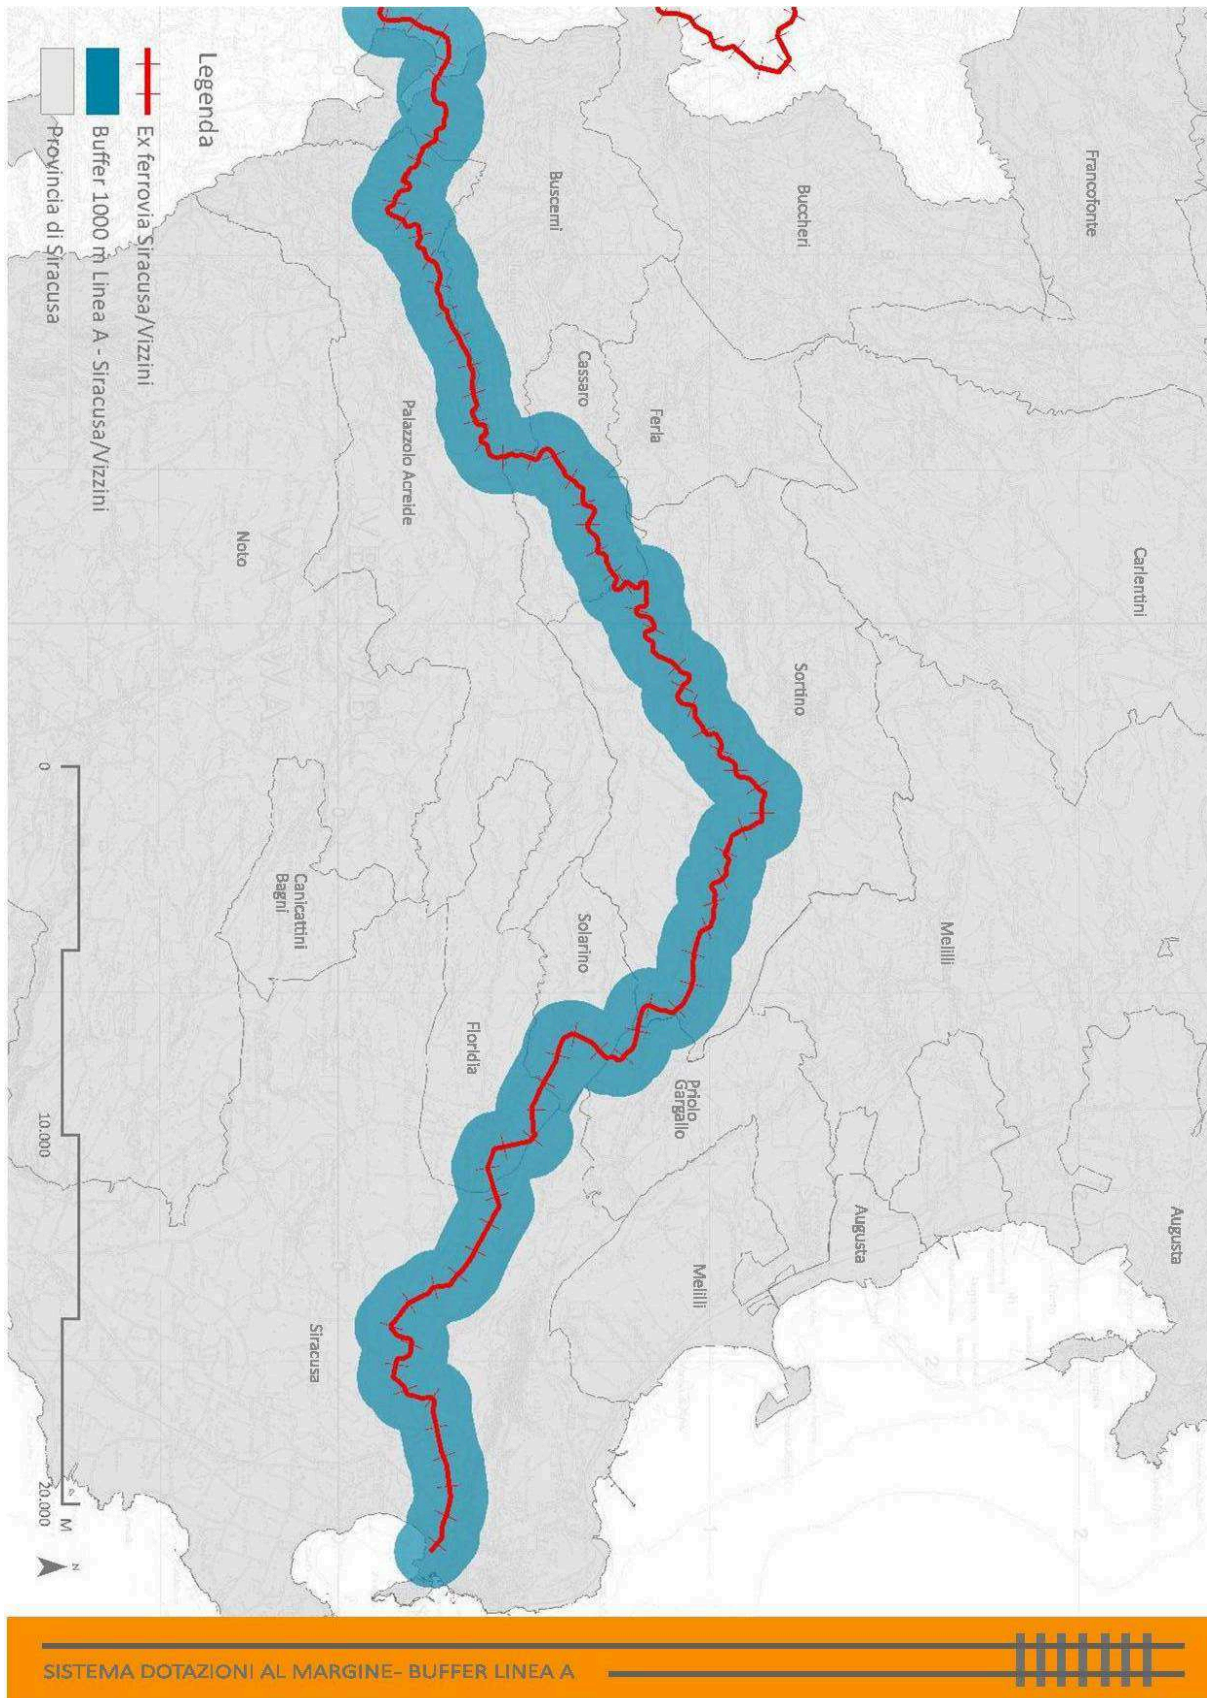 Legenda
Ex ferrovia Siracusa/Vizzini
Buffer 1000 m Linea A - Siracusa/Vizzini
Provincia di Siracusa
Francofonte
Buccheri
Buscemi
Cassaro
Ferla
Palazzolo Acreide
Noto
Carlentini
Sortino
Melilli
Canicattini
Bagni
Solarino
Floridia
Priolo
Gargallo
Augusta
Augusta
Melilli
Siracusa
0
10.000
20.000
M
N
SISTEMA DOTAZIONI AL MARGINE- BUFFER LINEA A